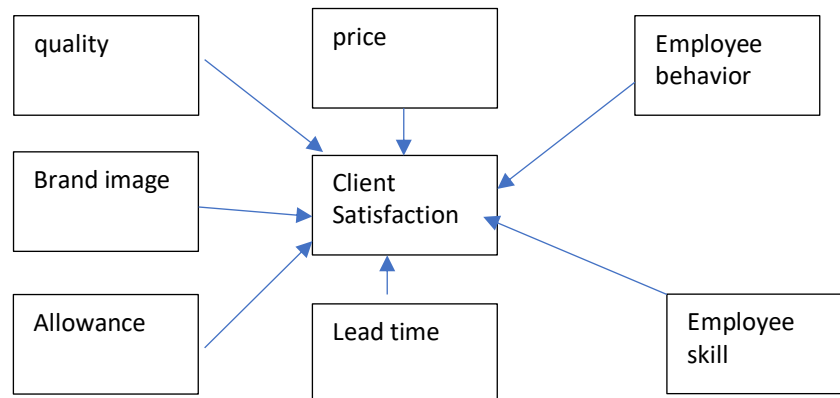 quality
price
Employee
behavior
Brand image
Client
Satisfaction
Allowance
Lead time
Employee
skill